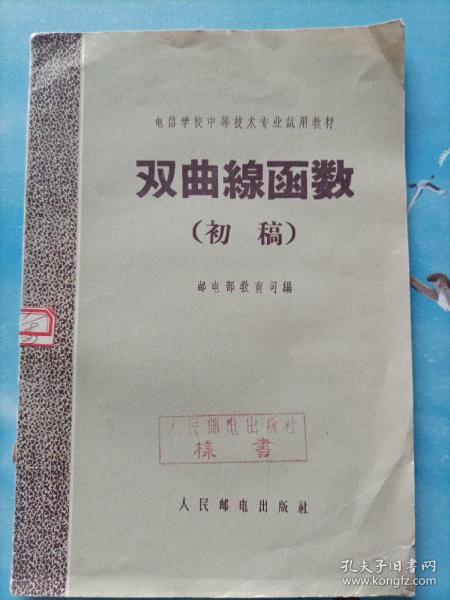 电信学校中等技术专业試用教材
双曲線函数
(初稿)
邮电部教育司編
人民邮电出版社
樣書
人民邮电出版社
孔夫子旧书网
www.kongfz.com